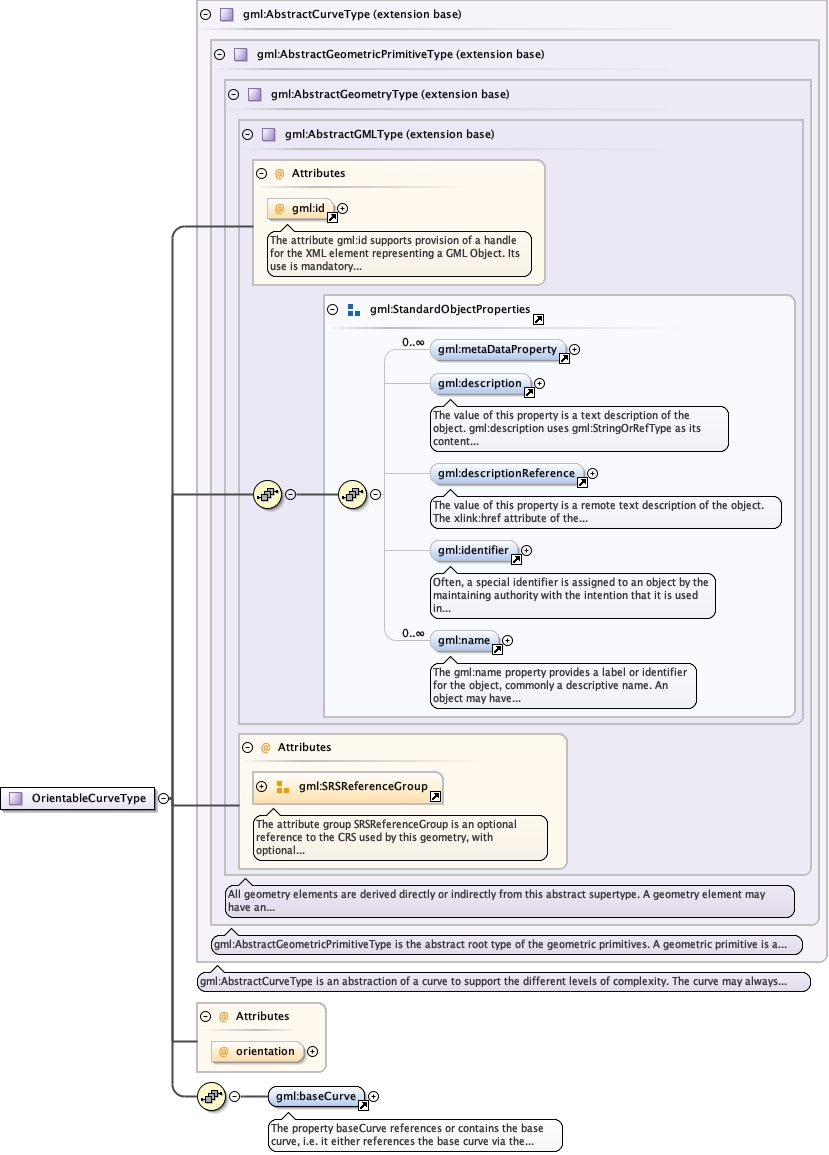 gml:AbstractCurveType (extension base)
gml:AbstractGeometricPrimitiveType (extension base)
gml:AbstractGeometryType (extension base)
gml:AbstractGMLType (extension base)
@ Attributes
@ gml:id
The attribute gml:id supports provision of a handle
for the XML element representing a GML Object. Its
use is mandatory...
gml:StandardObjectProperties
0..∞
gml:metaDataProperty
gml:description
The value of this property is a text description of the
object. gml:description uses gml:StringOrRefType as its
content...
gml:descriptionReference
The value of this property is a remote text description of the object.
The xlink:href attribute of the...
gml:identifier
Often, a special identifier is assigned to an object by the
maintaining authority with the intention that it is used
in...
0..∞
gml:name
The gml:name property provides a label or identifier
for the object, commonly a descriptive name. An
object may have...
@ Attributes
gml:SRSReferenceGroup
OrientableCurveType
The attribute group SRSReferenceGroup is an optional
reference to the CRS used by this geometry, with
optional...
All geometry elements are derived directly or indirectly from this abstract supertype. A geometry element may
have an...
gml:AbstractGeometricPrimitiveType is the abstract root type of the geometric primitives. A geometric primitive is a...
gml:AbstractCurveType is an abstraction of a curve to support the different levels of complexity. The curve may always...
@ Attributes
@ orientation
gml:baseCurve
The property baseCurve references or contains the base
curve, i.e. it either references the base curve via the...